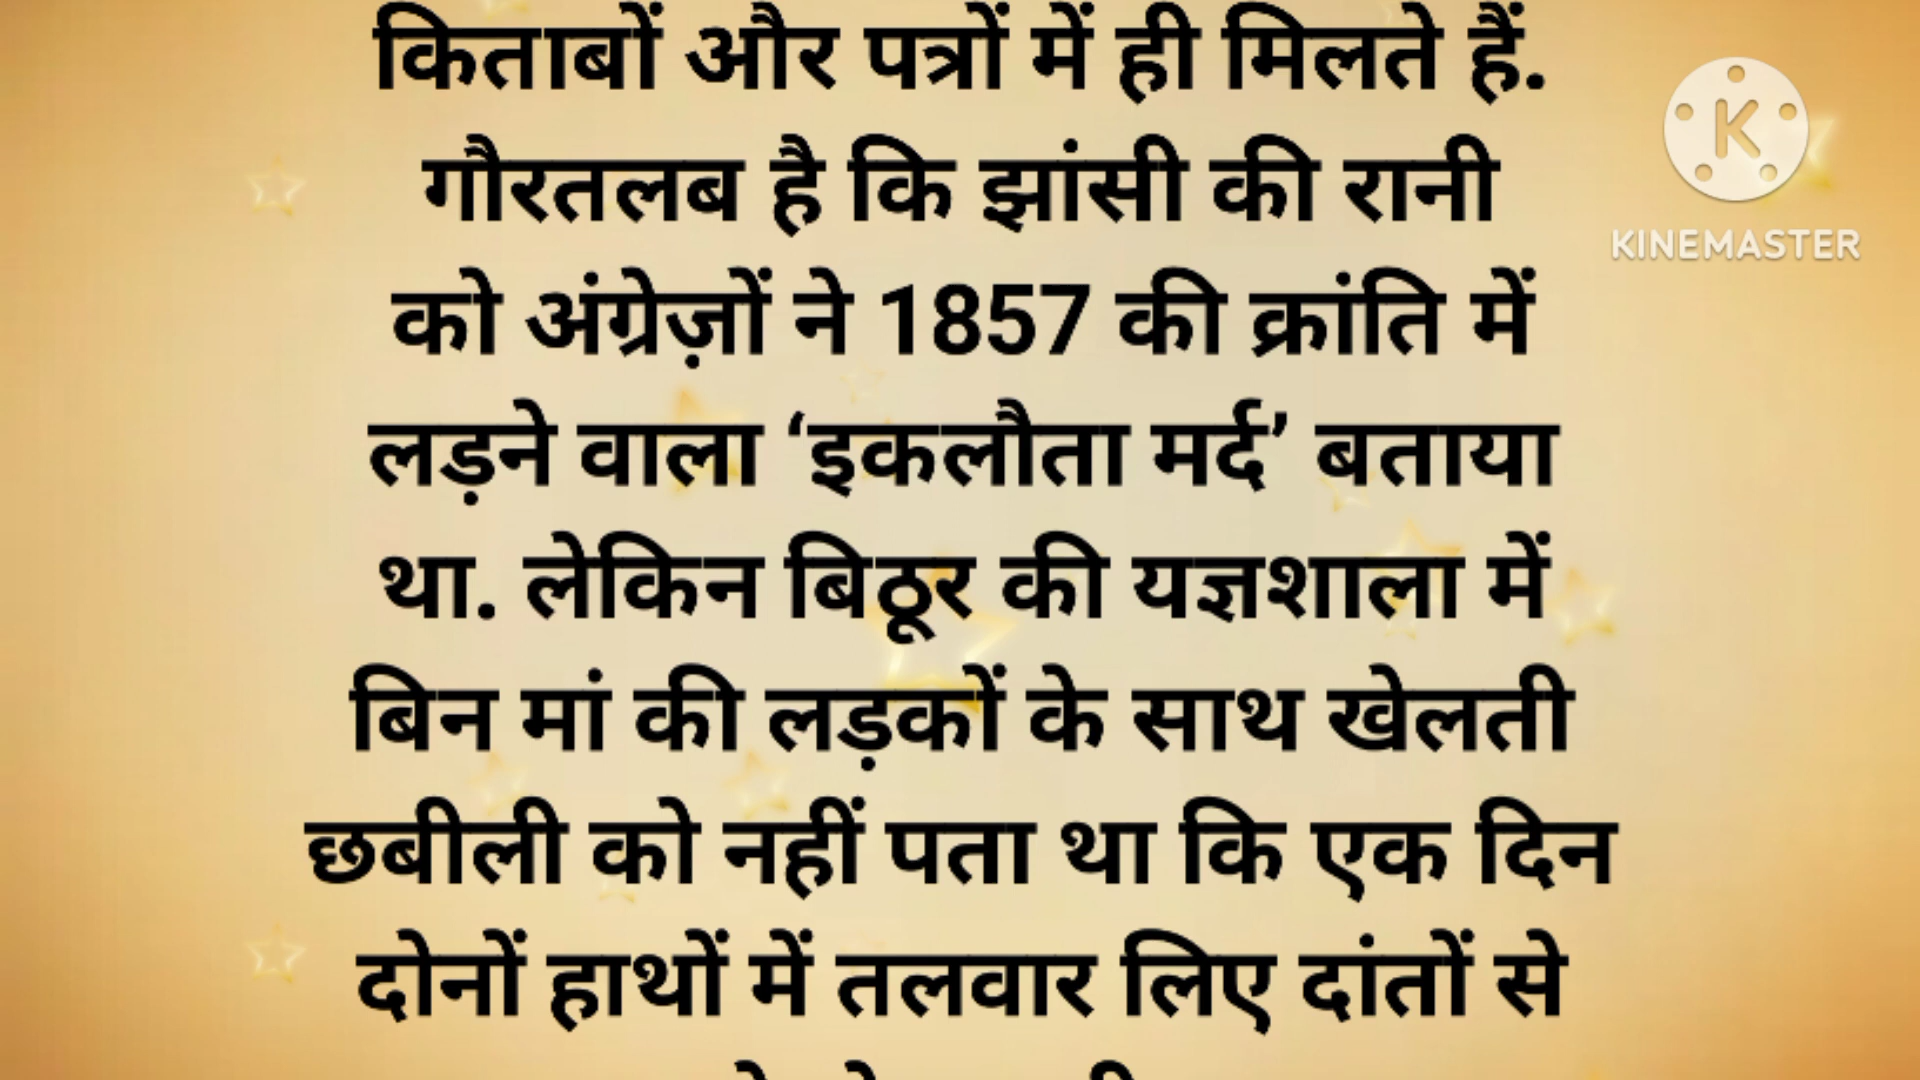 किताबों और पत्रों में ही मिलते हैं.
गौरतलब है कि झांसी की रानी
को अंग्रेज़ों ने 1857 की क्रांति में
लड़ने वाला ‘इकलौता मर्द’ बताया
था. लेकिन बिठूर की यज्ञशाला में
बिन मां की लड़कों के साथ खेलती
छबीली को नहीं पता था कि एक दिन
दोनों हाथों में तलवार लिए दांतों से
K
KINEMASTER